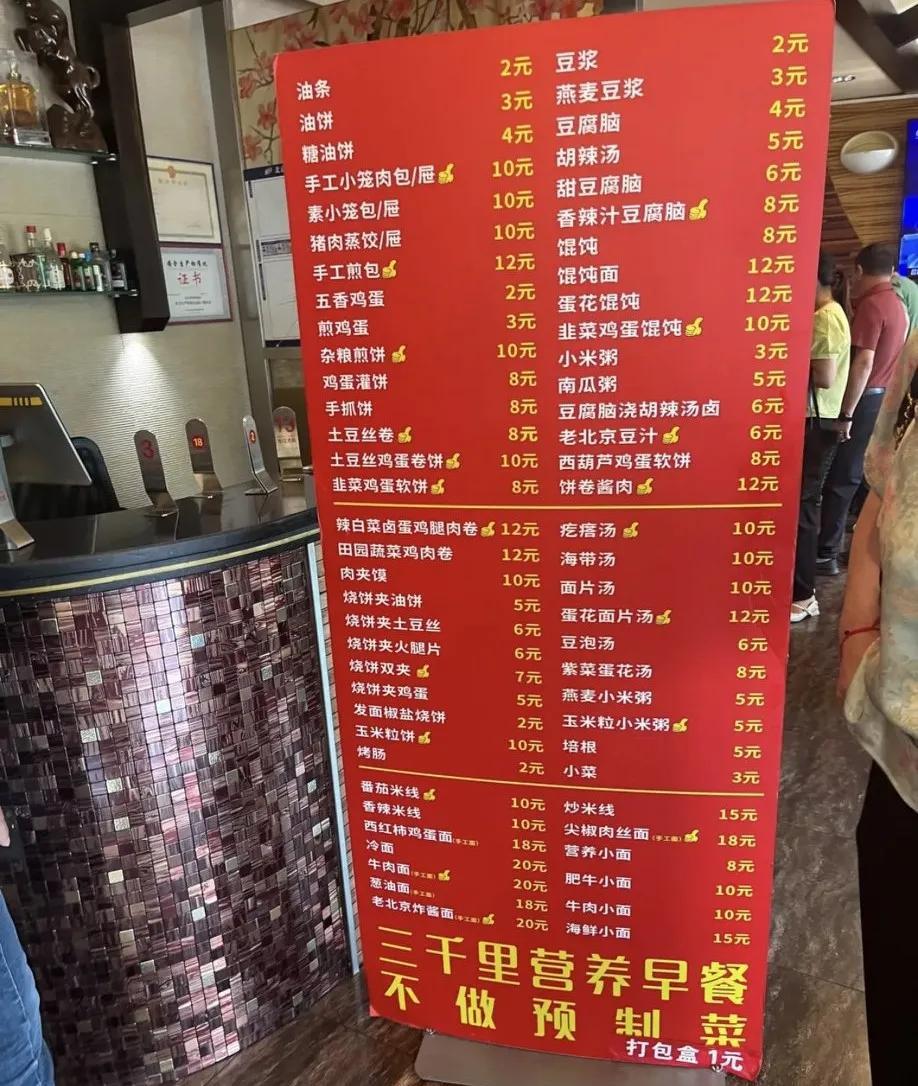 油条 2元
油饼 3元
糖油饼 4元
手工小笼肉包/屉 10元
素小笼包/屉 10元
猪肉蒸饺/屉 10元
手工煎包 12元
五香鸡蛋 2元
煎鸡蛋 3元
杂粮煎饼 10元
鸡蛋灌饼 8元
手抓饼 8元
土豆丝卷 8元
土豆丝鸡蛋卷饼 10元
韭菜鸡蛋软饼 8元
豆浆 2元
燕麦豆浆 3元
豆腐脑 4元
胡辣汤 5元
甜豆腐脑 6元
香辣汁豆腐脑 8元
馄饨 8元
馄饨面 12元
蛋花馄饨 12元
韭菜鸡蛋馄饨 10元
小米粥 3元
南瓜粥 5元
豆腐脑浇胡辣汤卤 6元
老北京豆汁 6元
西葫芦鸡蛋软饼 8元
饼卷酱肉 12元
辣白菜卤蛋鸡腿肉卷 12元
田园蔬菜鸡肉卷 12元
肉夹馍 10元
烧饼夹油饼 5元
烧饼夹土豆丝 6元
烧饼夹火腿片 6元
烧饼双夹 7元
烧饼夹鸡蛋 5元
发面椒盐烧饼 2元
玉米粒饼 10元
烤肠 2元
疙瘩汤 10元
海带汤 10元
面片汤 10元
蛋花面片汤 12元
豆泡汤 6元
紫菜蛋花汤 8元
燕麦小米粥 5元
玉米粒小米粥 5元
培根 5元
小菜 3元
番茄米线 10元
香辣米线 10元
西红柿鸡蛋面(手工面) 18元
冷面 20元
牛肉面(手工面) 20元
葱油面(手工面) 18元
老北京炸酱面(手工面) 20元
炒米线 15元
尖椒肉丝面(手工面) 18元
营养小面 8元
肥牛小面 10元
牛肉小面 10元
海鲜小面 15元
三千里营养早餐
不做预制菜
打包盒 1元
证书
3
18
2
13